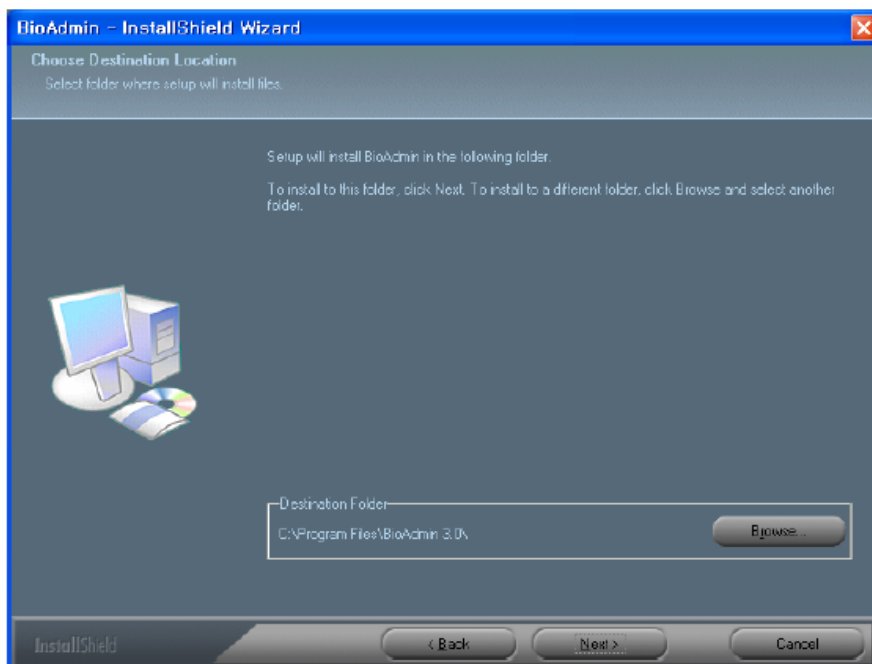 BioAdmin - InstallShield Wizard
Choose Destination Location
Select folder where setup will install files.
Setup will install BioAdmin in the following folder.
To install to this folder, click Next. To install to a different folder, click Browse and select another
folder.
Destination Folder
C:\Program Files\BioAdmin 3.0\
Browse...
InstallShield
< Back
Next >
Cancel